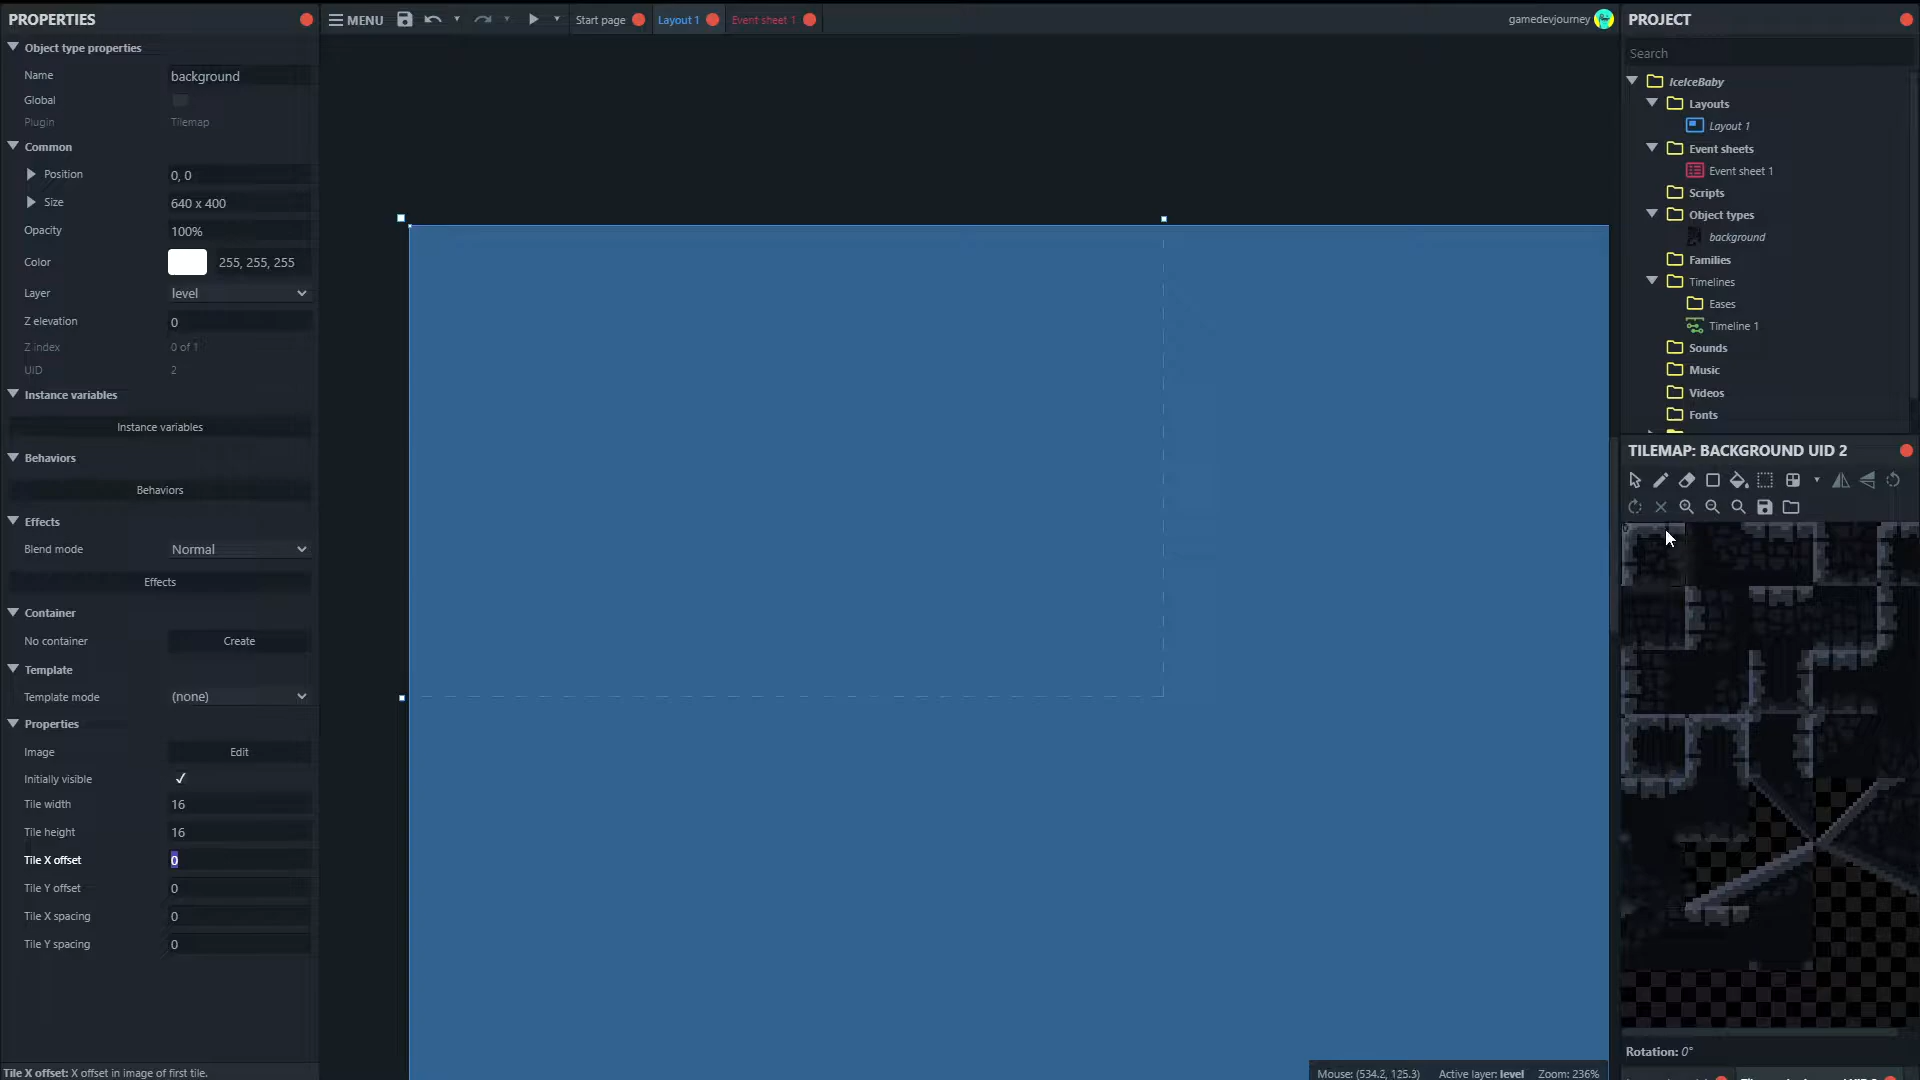 PROPERTIES
Object type properties
Name background
Global
Plugin Tilemap
Common
Position 0, 0
Size 640 x 400
Opacity 100%
Color 255, 255, 255
Layer level
Z elevation 0
Z index 0 of 1
UID 2
Instance variables
Instance variables
Behaviors
Behaviors
Effects
Blend mode Normal
Effects
Container
No container Create
Template
Template mode (none)
Properties
Image Edit
Initially visible
Tile width 16
Tile height 16
Tile X offset 0
Tile Y offset 0
Tile X spacing 0
Tile Y spacing 0
Tile X offset: X offset in image of first tile.
MENU
Start page
Layout 1
Event sheet 1
gamedevjourney
Mouse: (534.2, 125.3) Active layer: level Zoom: 236%
PROJECT
Search
IceIceBaby
Layouts
Layout 1
Event sheets
Event sheet 1
Scripts
Object types
background
Families
Timelines
Eases
Timeline 1
Sounds
Music
Videos
Fonts
TILEMAP: BACKGROUND UID 2
Rotation: 0°